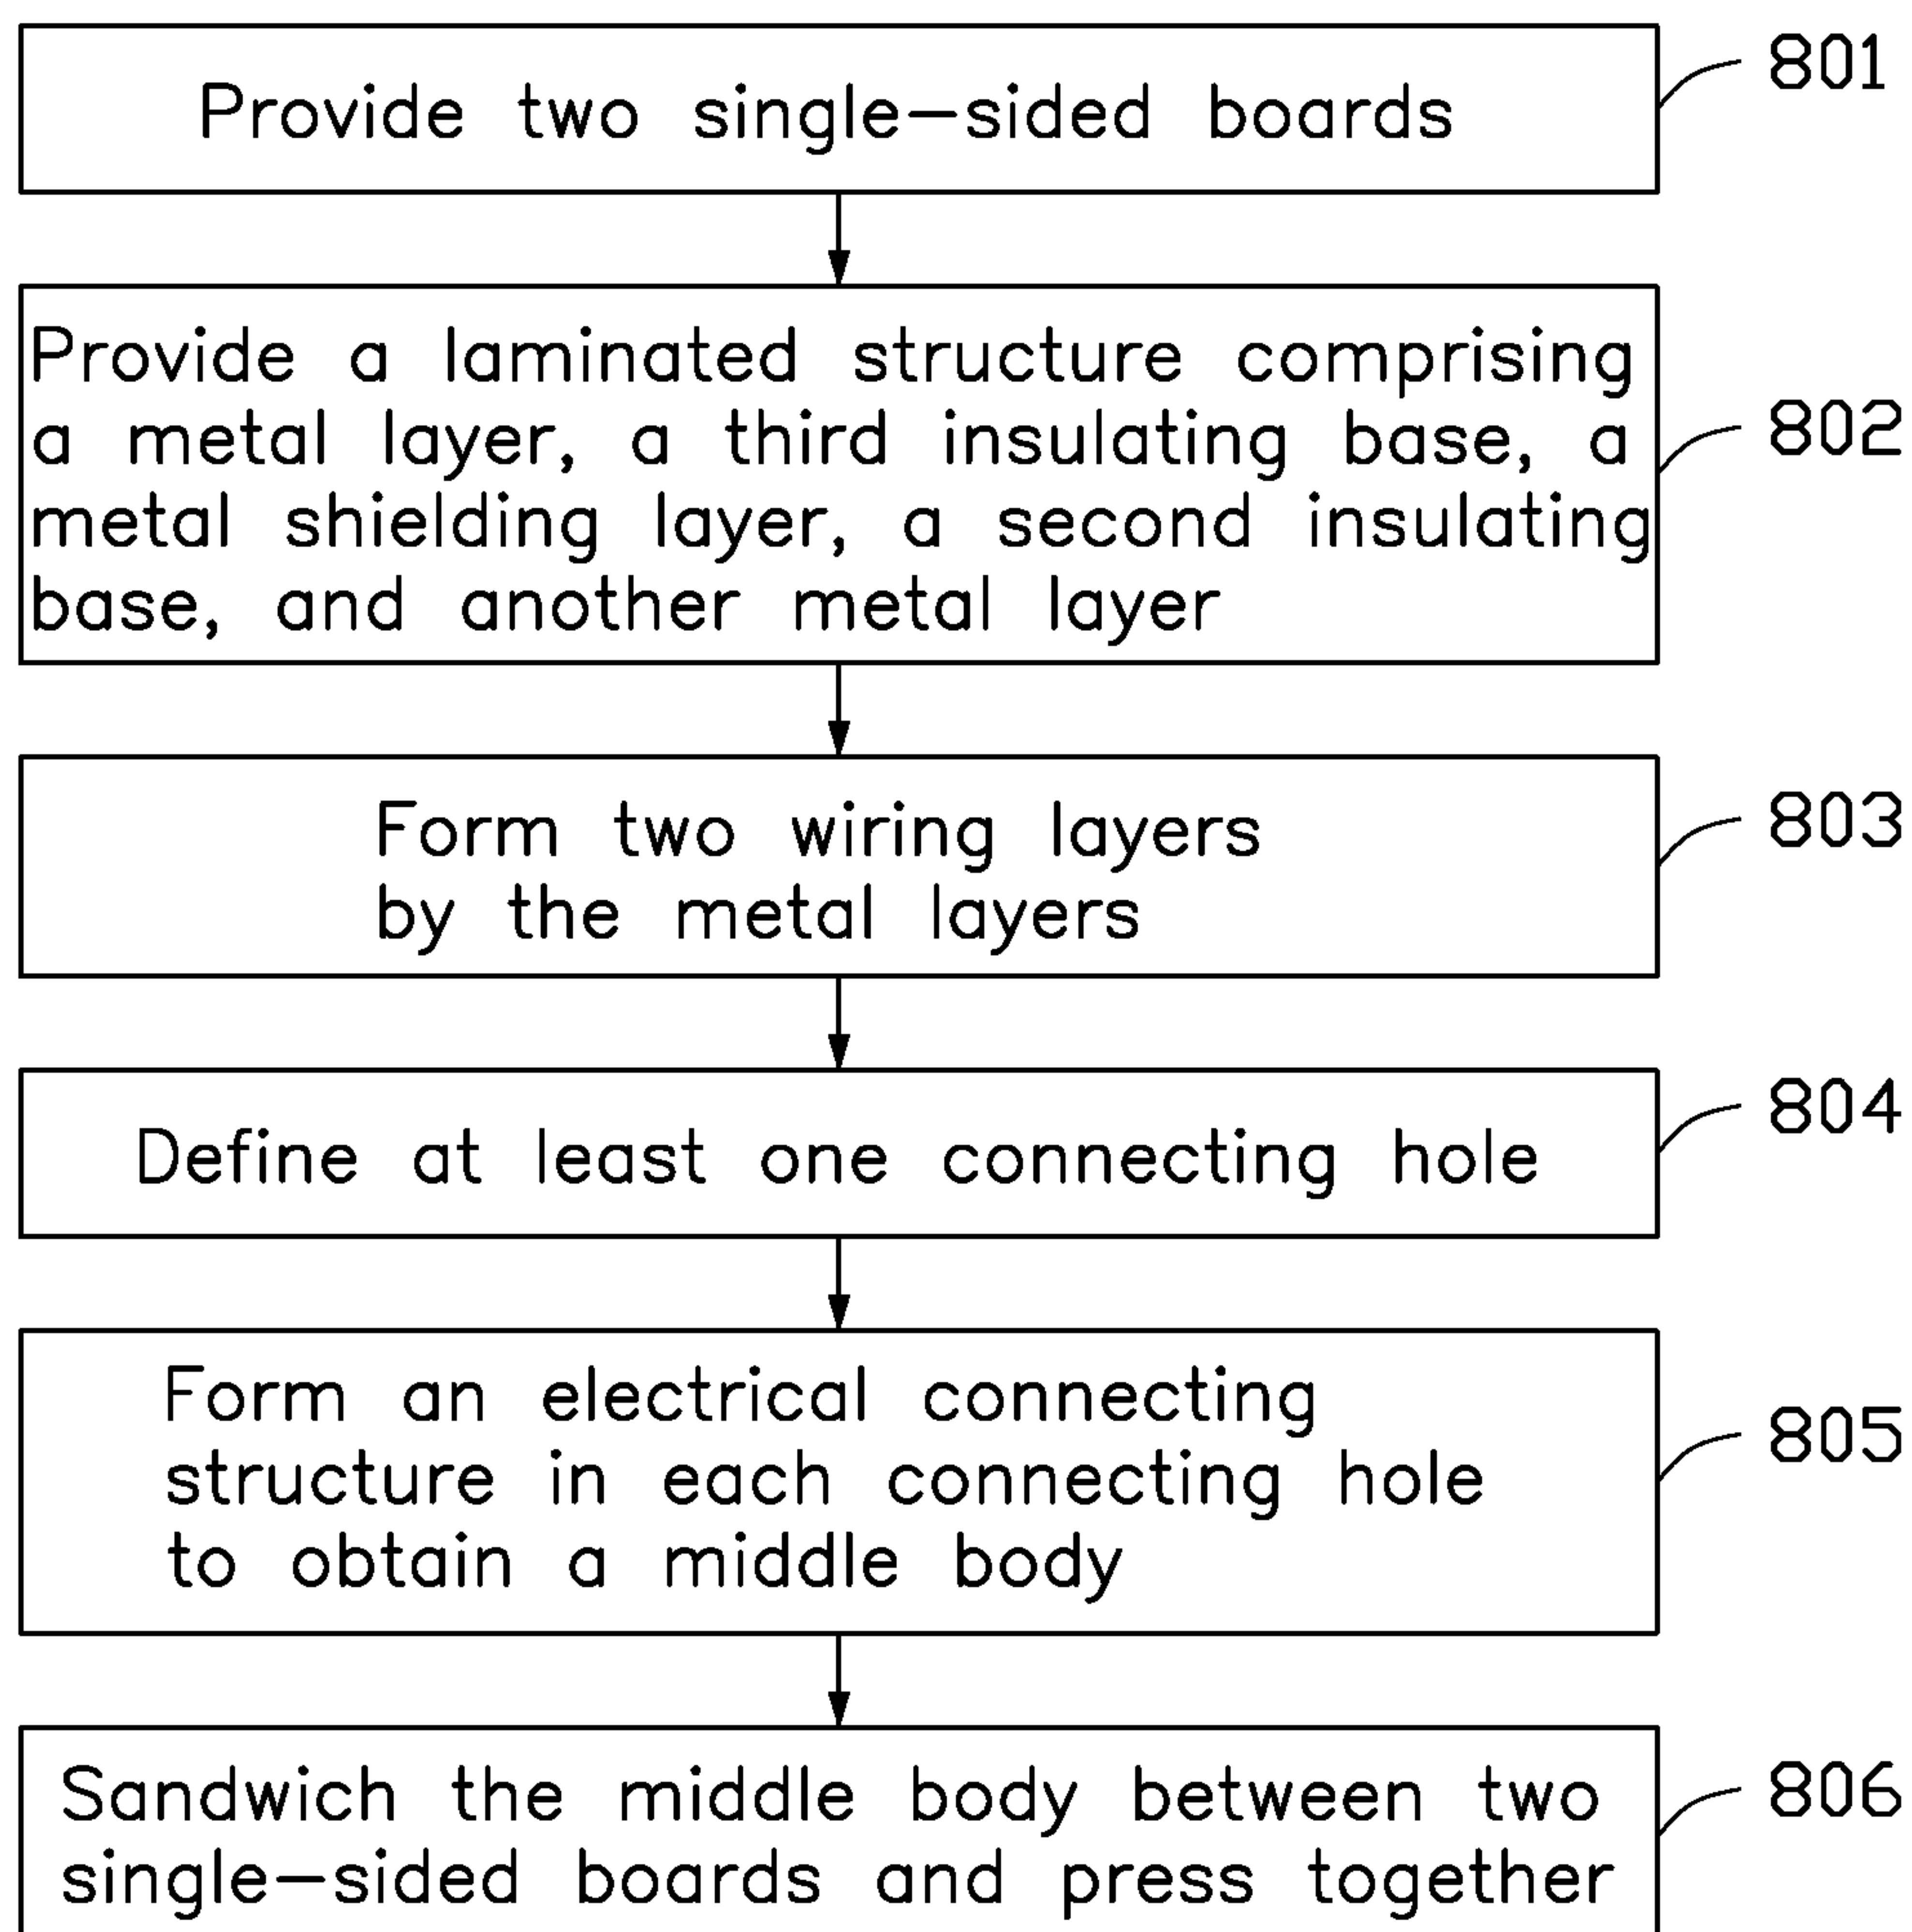 Provide two single-sided boards
801
Provide a laminated structure comprising
a metal layer, a third insulating base, a
metal shielding layer, a second insulating
base, and another metal layer
802
Form two wiring layers
by the metal layers
803
Define at least one connecting hole
804
Form an electrical connecting
structure in each connecting hole
to obtain a middle body
805
Sandwich the middle body between two
single-sided boards and press together
806